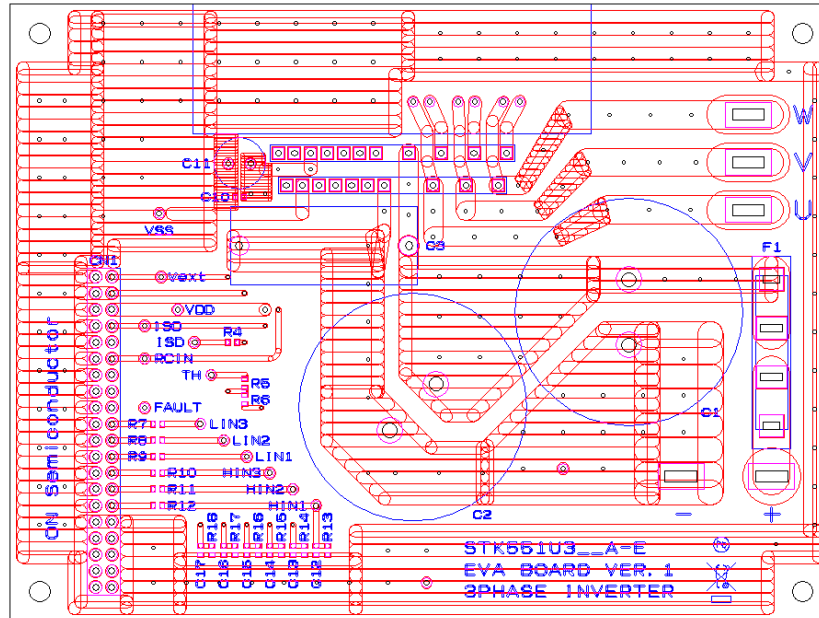 W
C11
V
C10
U
VSS
C3
F1
CN1
Vext
VDD
ISO
ISD
R4
RCIN
TH
R5
R6
FAULT
C1
R7
LIN3
R8
LIN2
R9
LIN1
R10
HIN3
R11
HIN2
R12
HIN1
ON Semiconductor
C2
-
+
R18
R17
R16
R15
R14
R13
C17
C16
C15
C14
C13
C12
STK561U3__A-E
EVA BOARD VER. 1
3PHASE INVERTER